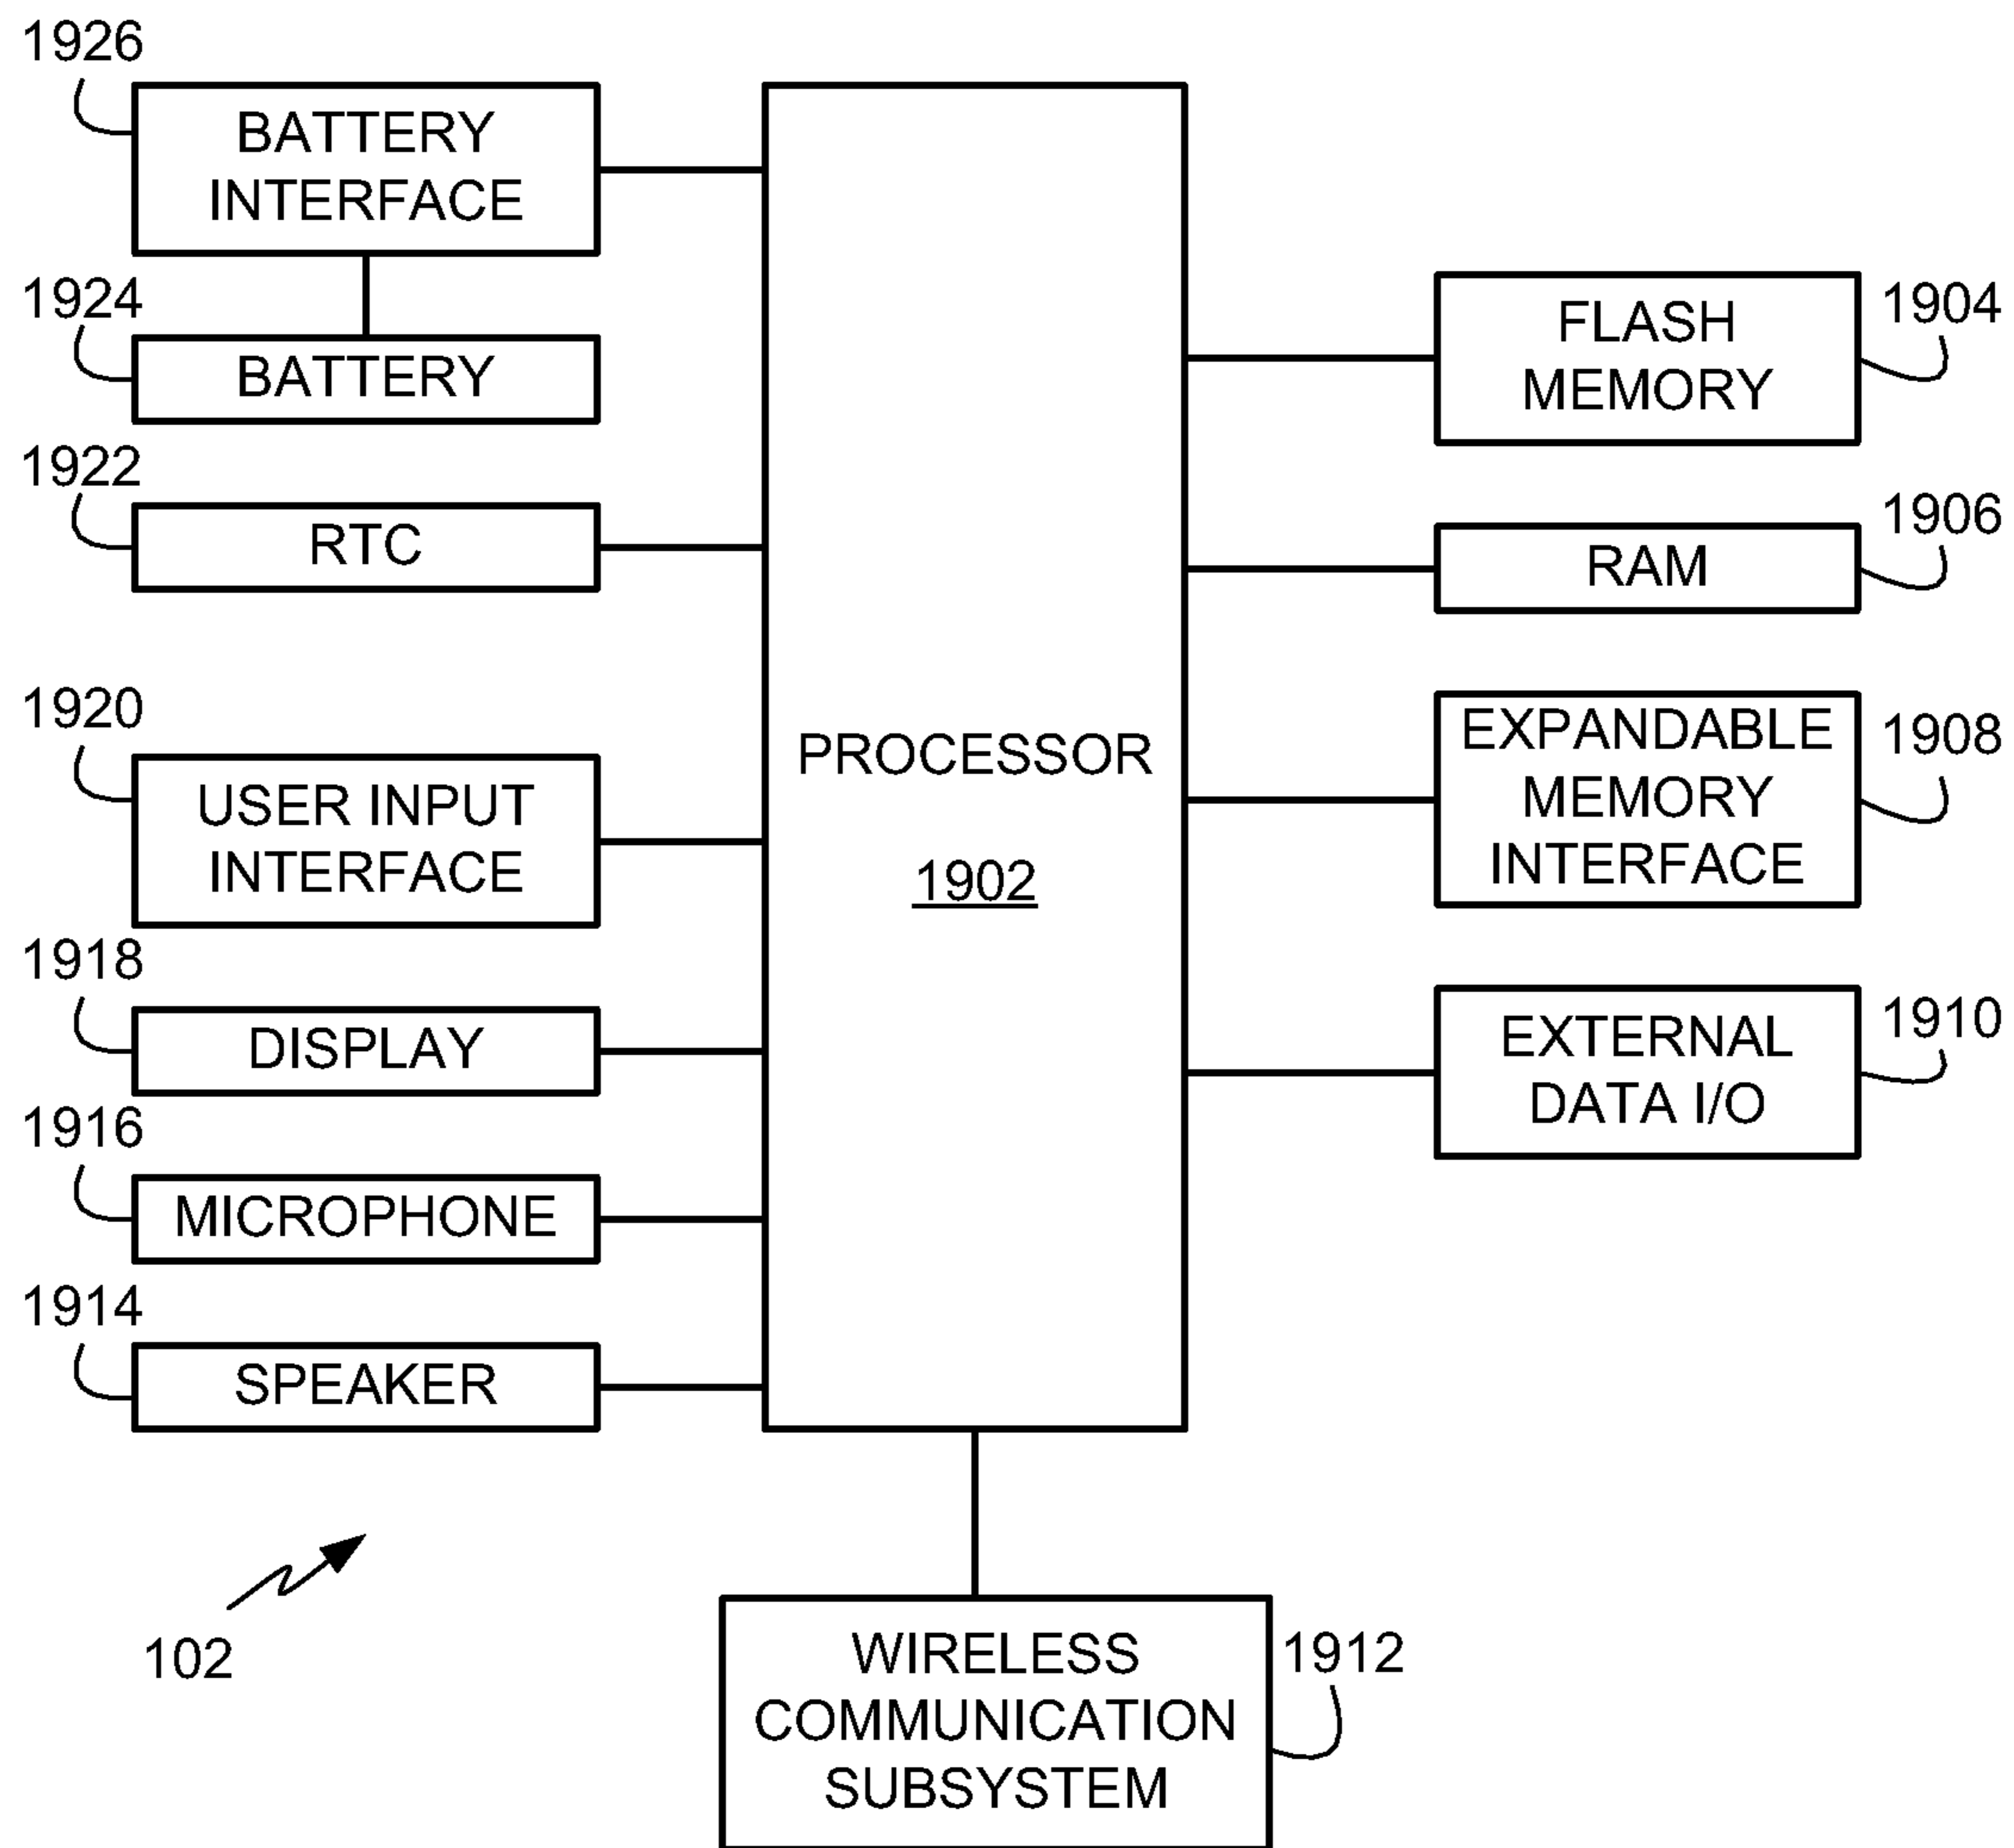 1926
BATTERY
INTERFACE
1924
BATTERY
1922
RTC
1920
USER INPUT
INTERFACE
1918
DISPLAY
1916
MICROPHONE
1914
SPEAKER
102
PROCESSOR
1902
FLASH
MEMORY
1904
RAM
1906
EXPANDABLE
MEMORY
INTERFACE
1908
EXTERNAL
DATA I/O
1910
WIRELESS
COMMUNICATION
SUBSYSTEM
1912